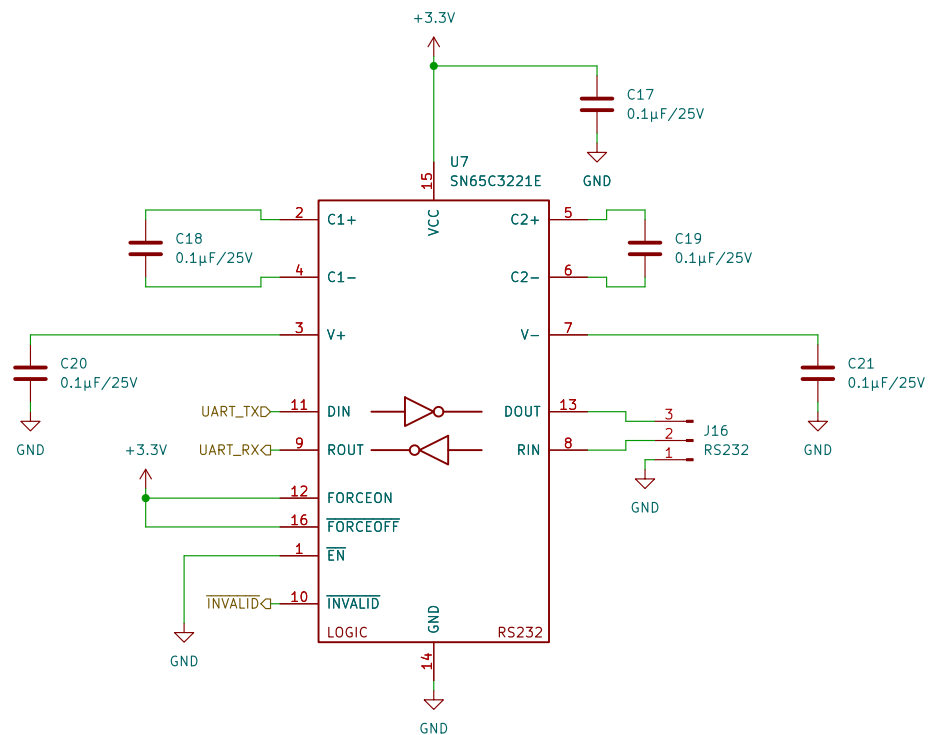 +3.3V
C17
0.1µF/25V
GND
U7
SN65C3221E
15
VCC
2
C1+
C2+
5
C18
0.1µF/25V
C19
0.1µF/25V
4
C1-
C2-
6
3
V+
V-
7
C20
0.1µF/25V
GND
C21
0.1µF/25V
GND
UART_TX
11
DIN
DOUT
13
UART_RX
9
ROUT
RIN
8
3
2
1
J16
RS232
GND
+3.3V
12
FORCEON
16
FORCEOFF
1
EN
INVALID
10
INVALID
GND
LOGIC
GND
RS232
14
GND